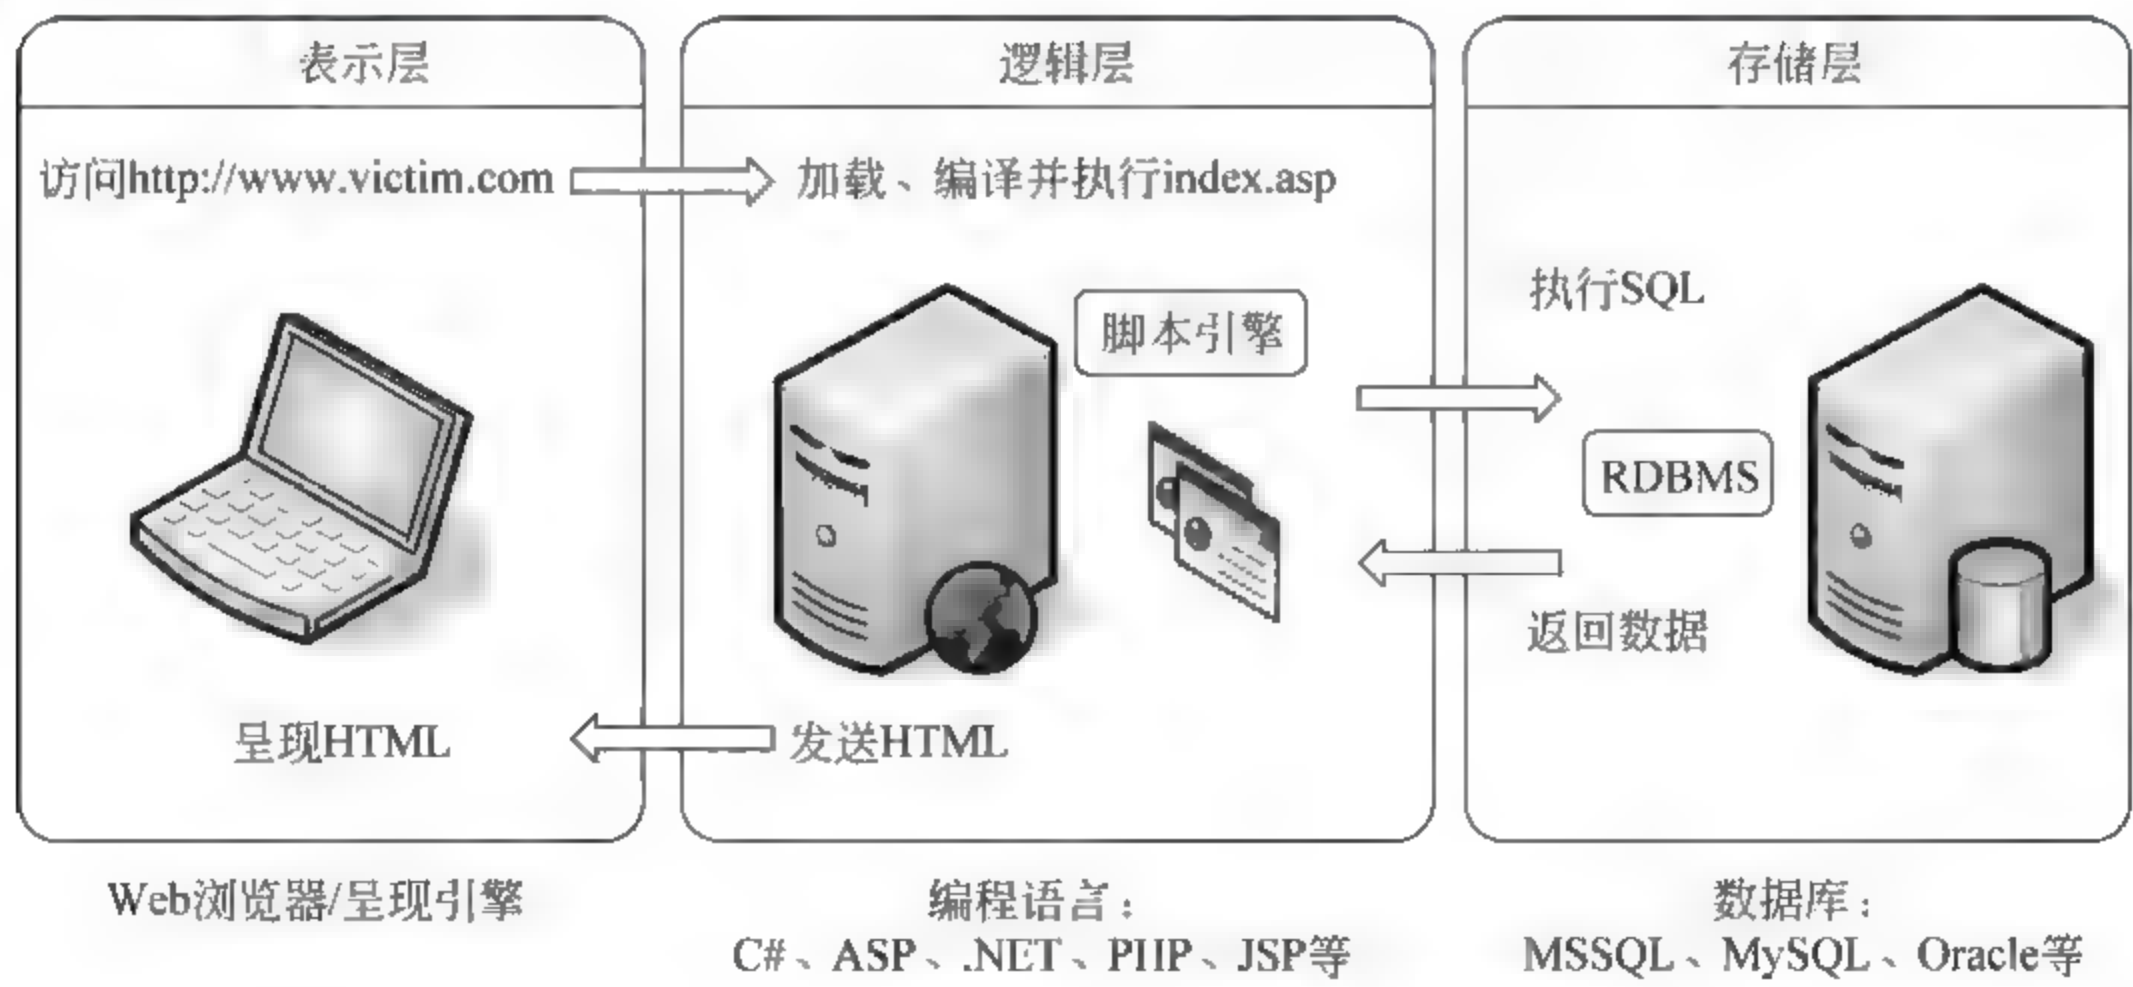 表示层
逻辑层
存储层
访问http://www.victim.com
加载、编译并执行index.asp
执行SQL
脚本引擎
RDBMS
返回数据
呈现HTML
发送HTML
Web浏览器/呈现引擎
编程语言：
C#、ASP、.NET、PHP、JSP等
数据库：
MSSQL、MySQL、Oracle等